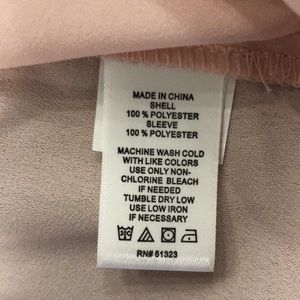 MADE IN CHINA
SHELL
100% POLYESTER
SLEEVE
100% POLYESTER
MACHINE WASH COLD
WITH LIKE COLORS
USE ONLY NON-
CHLORINE BLEACH
IF NEEDED
TUMBLE DRY LOW
USE LOW IRON
IF NECESSARY
RN# 51323